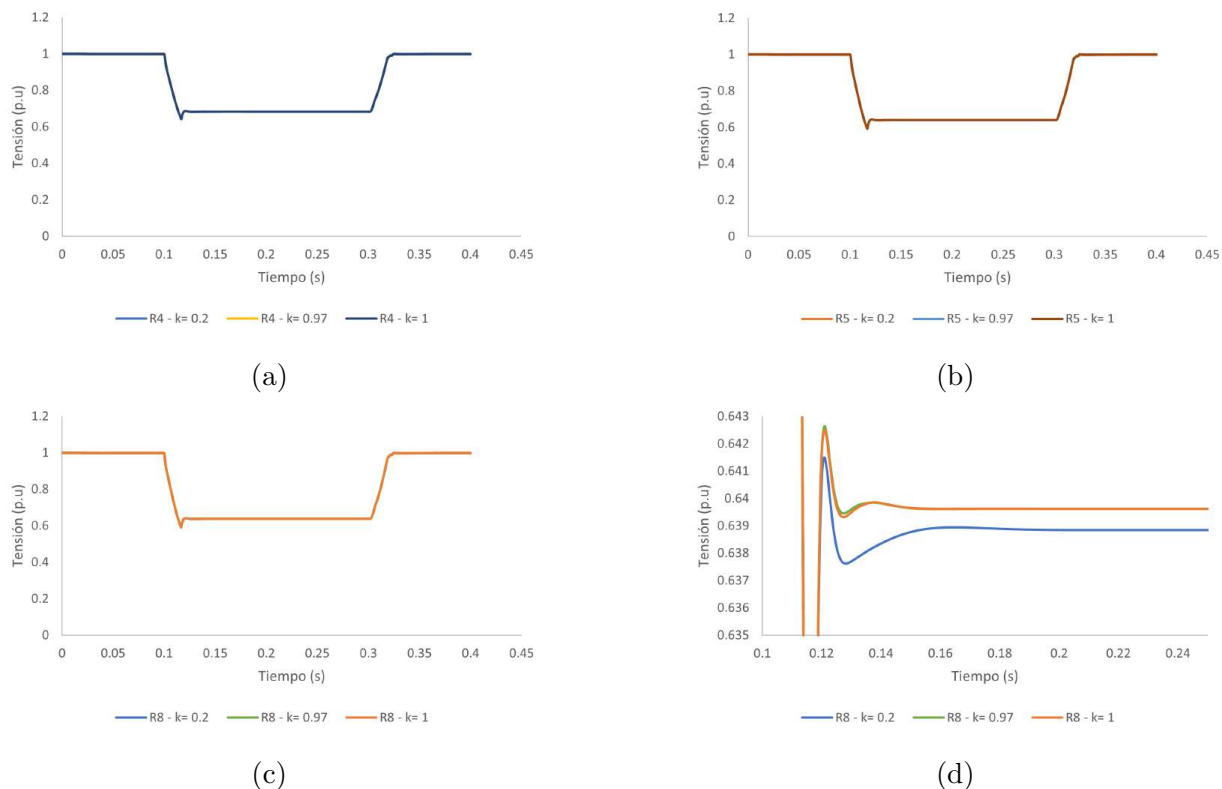 1.2
1
0.8
0.6
0.4
0.2
0
Tensión (p.u)
0 0.05 0.1 0.15 0.2 0.25 0.3 0.35 0.4 0.45
Tiempo (s)
R4 - k= 0.2 R4 - k= 0.97 R4 - k= 1
(a)
1.2
1
0.8
0.6
0.4
0.2
0
Tensión (p.u)
0 0.05 0.1 0.15 0.2 0.25 0.3 0.35 0.4 0.45
Tiempo (s)
R5 - k= 0.2 R5 - k= 0.97 R5 - k= 1
(b)
1.2
1
0.8
0.6
0.4
0.2
0
Tensión (p.u)
0 0.05 0.1 0.15 0.2 0.25 0.3 0.35 0.4 0.45
Tiempo (s)
R8 - k= 0.2 R8 - k= 0.97 R8 - k= 1
(c)
0.643
0.642
0.641
0.64
0.639
0.638
0.637
0.636
0.635
Tensión (p.u)
0.1 0.12 0.14 0.16 0.18 0.2 0.22 0.24
Tiempo (s)
R8 - k= 0.2 R8 - k= 0.97 R8 - k= 1
(d)